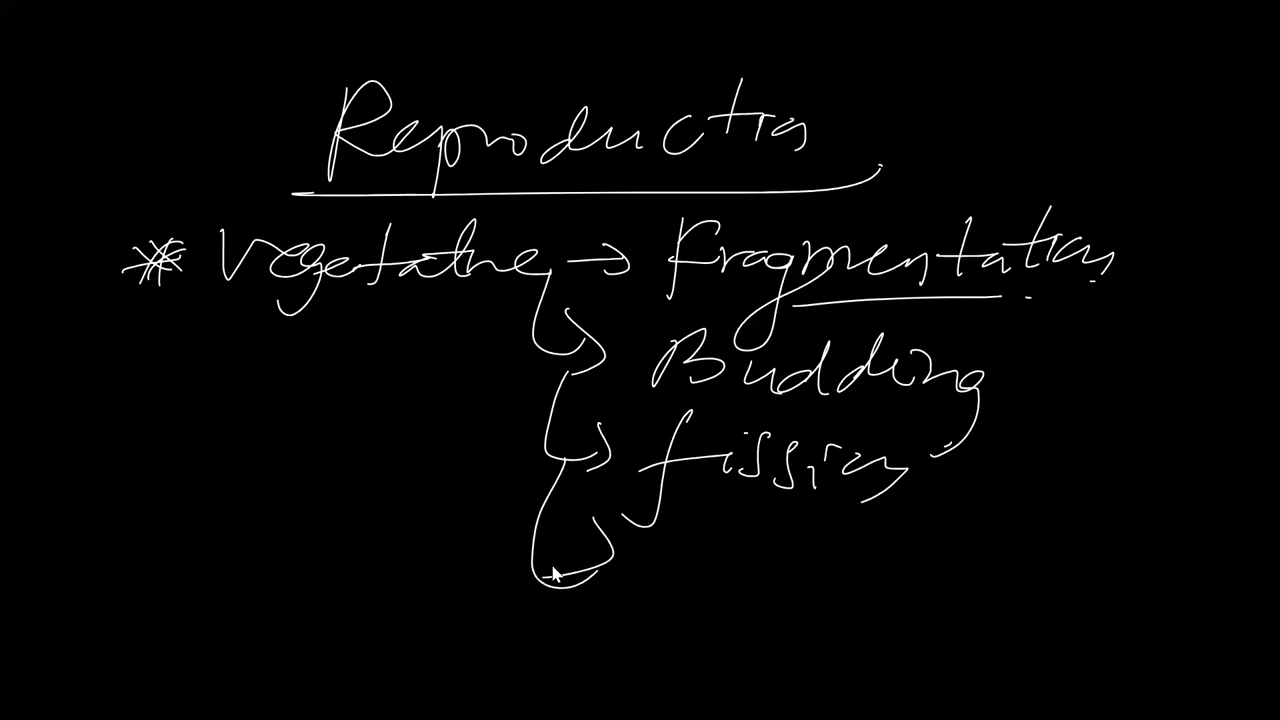 Reproduction
* Vegetative → Fragmentation
Budding
fission